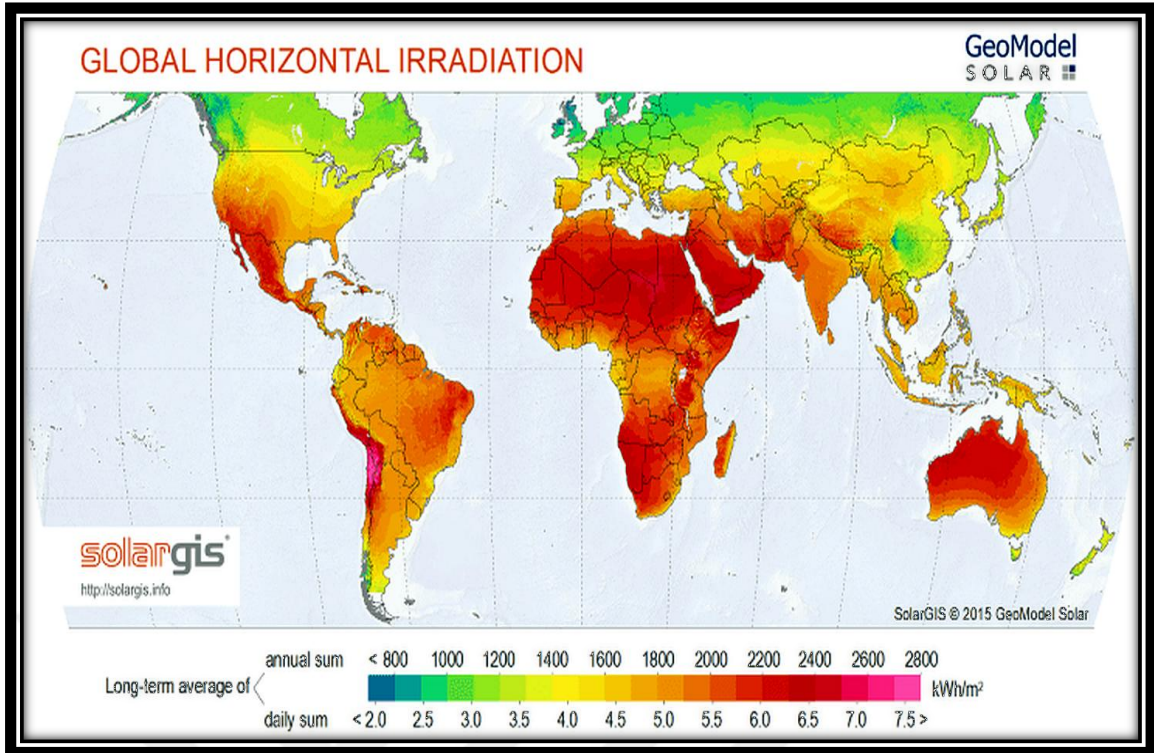 GLOBAL HORIZONTAL IRRADIATION
GeoModel
SOLAR
solargis
http://solargis.info
SolarGIS © 2015 GeoModel Solar
annual sum < 800 1000 1200 1400 1600 1800 2000 2200 2400 2600 2800
Long-term average of kWh/m²
daily sum < 2.0 2.5 3.0 3.5 4.0 4.5 5.0 5.5 6.0 6.5 7.0 7.5 >